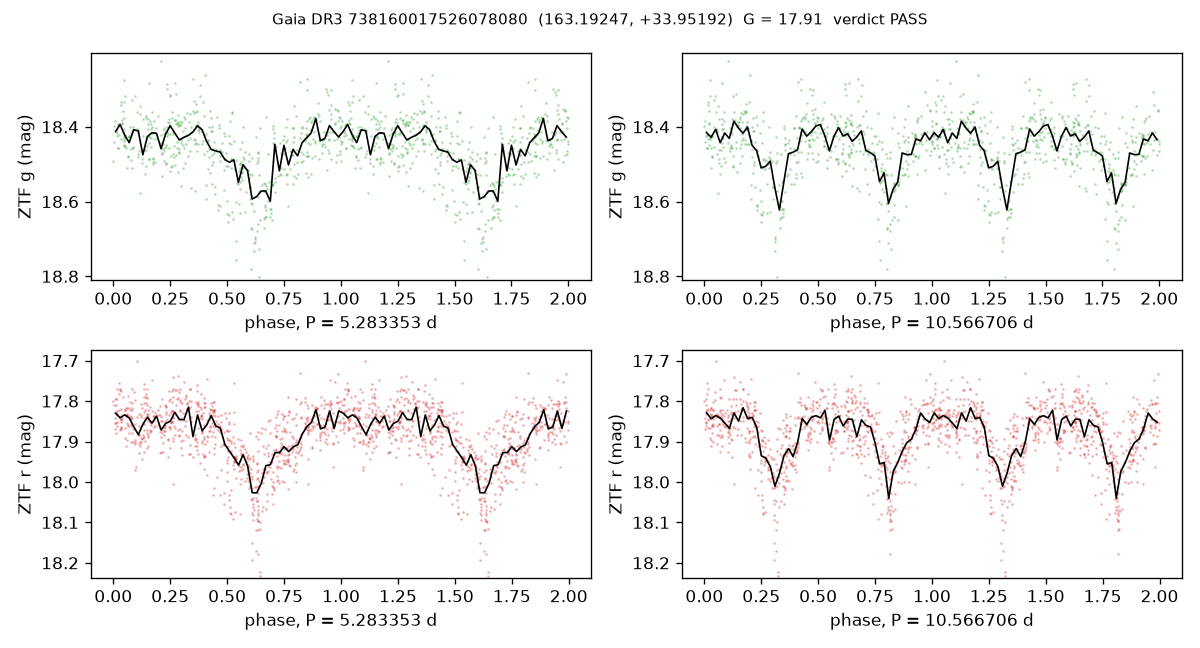 Gaia DR3 738160017526078080 (163.19247, +33.95192) G = 17.91 verdict PASS
ZTF g (mag)
18.4
18.6
18.8
0.00 0.25 0.50 0.75 1.00 1.25 1.50 1.75 2.00
phase, P = 5.283353 d
ZTF g (mag)
18.4
18.6
18.8
0.00 0.25 0.50 0.75 1.00 1.25 1.50 1.75 2.00
phase, P = 10.566706 d
ZTF r (mag)
17.7
17.8
17.9
18.0
18.1
18.2
0.00 0.25 0.50 0.75 1.00 1.25 1.50 1.75 2.00
phase, P = 5.283353 d
ZTF r (mag)
17.7
17.8
17.9
18.0
18.1
18.2
0.00 0.25 0.50 0.75 1.00 1.25 1.50 1.75 2.00
phase, P = 10.566706 d